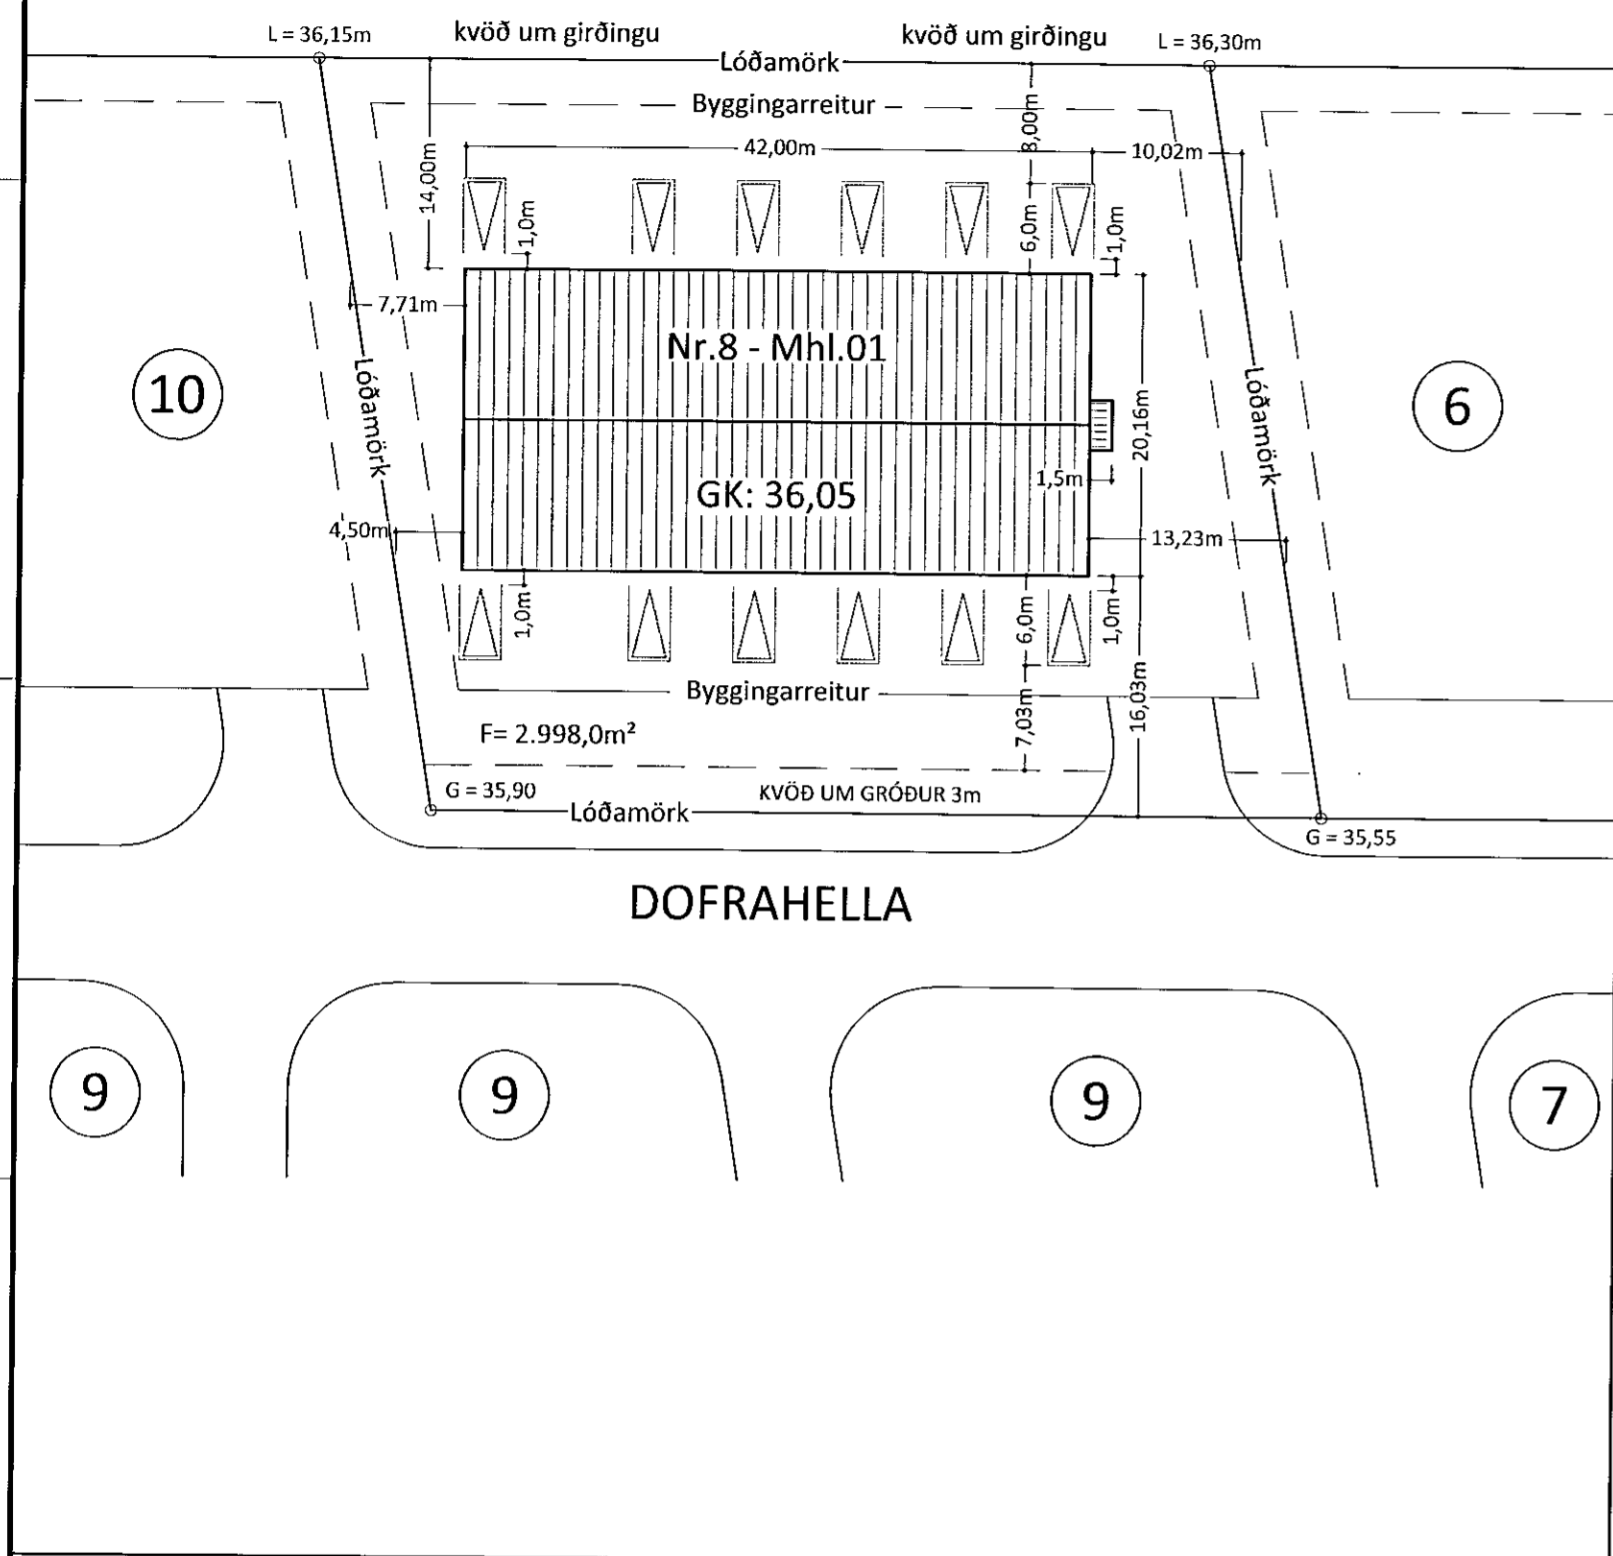 L = 36,15m
kvöð um girðingu
kvöð um girðingu
L = 36,30m
Lóðamörk
Byggingarreitur
8,00m
42,00m
10,02m
14,00m
1,0m
6,0m
1,0m
7,71m
Nr.8 - Mhl.01
Lóðamörk
Lóðamörk
10
6
20,16m
1,5m
GK: 36,05
4,50m
13,23m
1,0m
6,0m
1,0m
Byggingarreitur
7,03m
16,03m
F= 2.998,0m²
G = 35,90
KVÖÐ UM GRÓÐUR 3m
Lóðamörk
G = 35,55
DOFRAHELLA
9
9
9
7